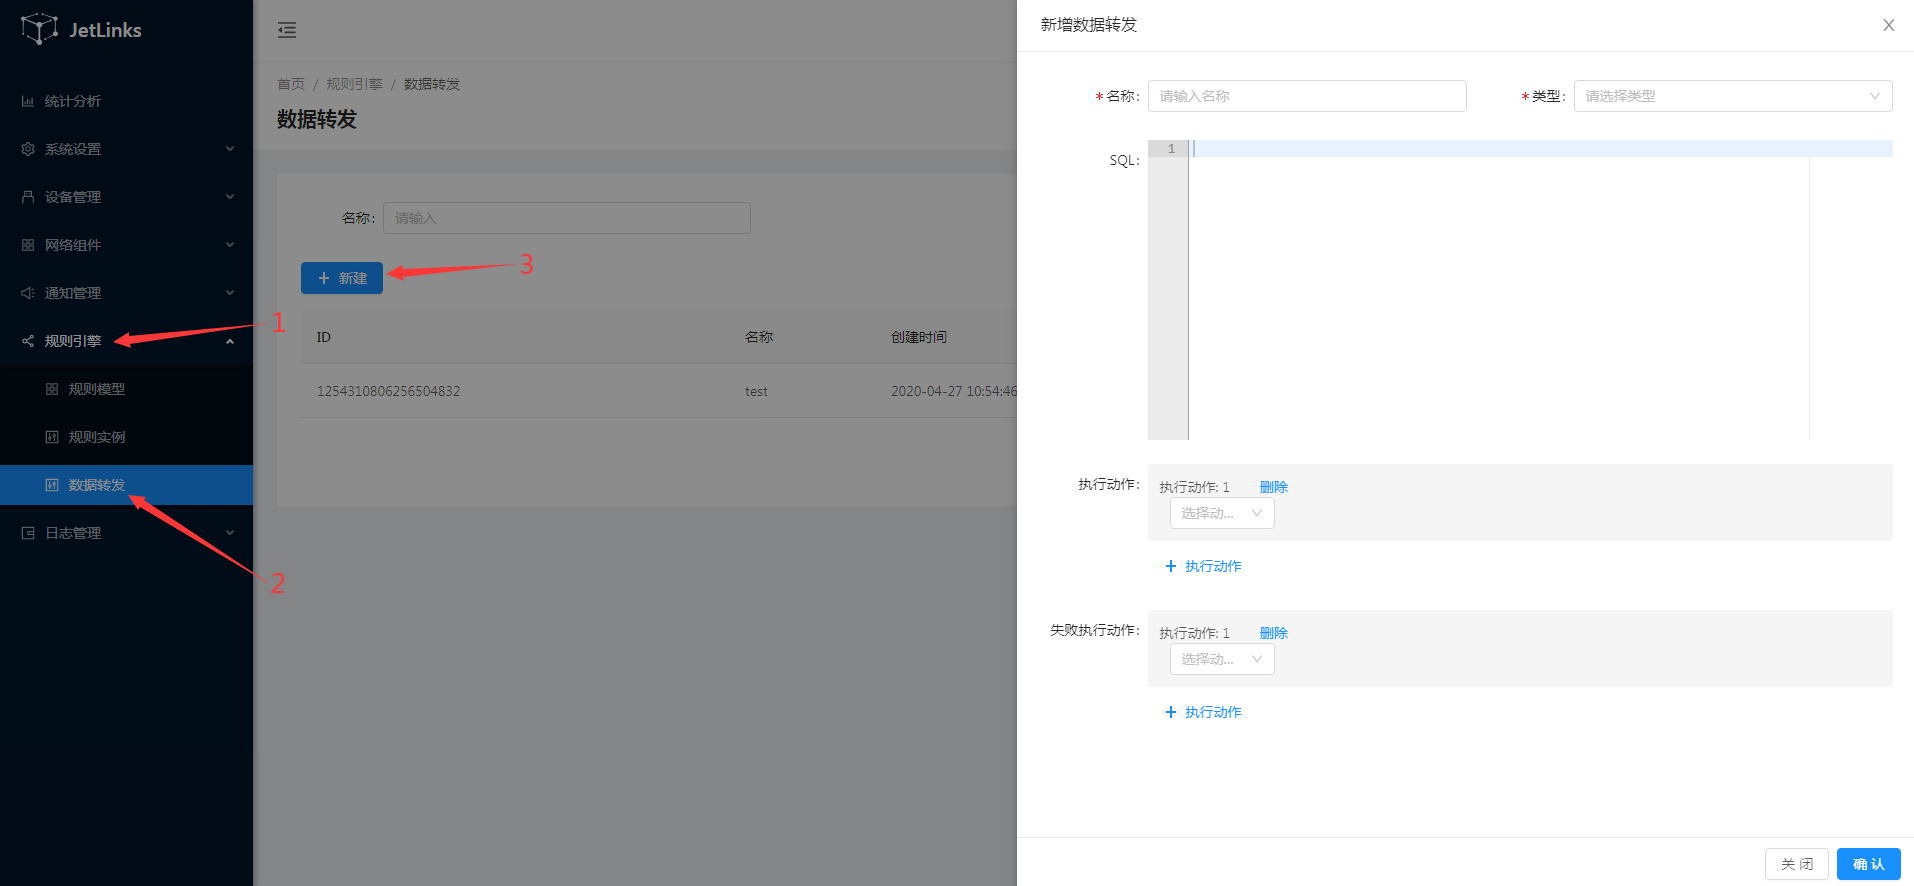 JetLinks
统计分析
系统设置
设备管理
网络组件
通知管理
规则引擎
规则模型
规则实例
数据转发
日志管理
1
2
首页 / 规则引擎 / 数据转发
数据转发
名称: 请输入
+ 新建
3
ID 名称 创建时间
1254310806256504832 test 2020-04-27 10:54:46
新增数据转发
* 名称: 请输入名称 * 类型: 请选择类型
SQL: 1
执行动作: 执行动作: 1 删除
选择动...
+ 执行动作
失败执行动作: 执行动作: 1 删除
选择动...
+ 执行动作
关 闭 确 认